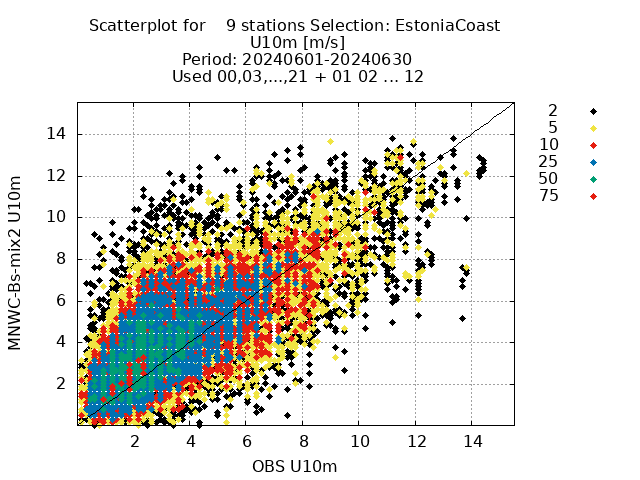 Scatterplot for 9 stations Selection: EstoniaCoast
U10m [m/s]
Period: 20240601-20240630
Used 00,03,...,21 + 01 02 ... 12
2
5
10
25
50
75
14
12
10
8
6
4
2
MNWC-Bs-mix2 U10m
2 4 6 8 10 12 14
OBS U10m